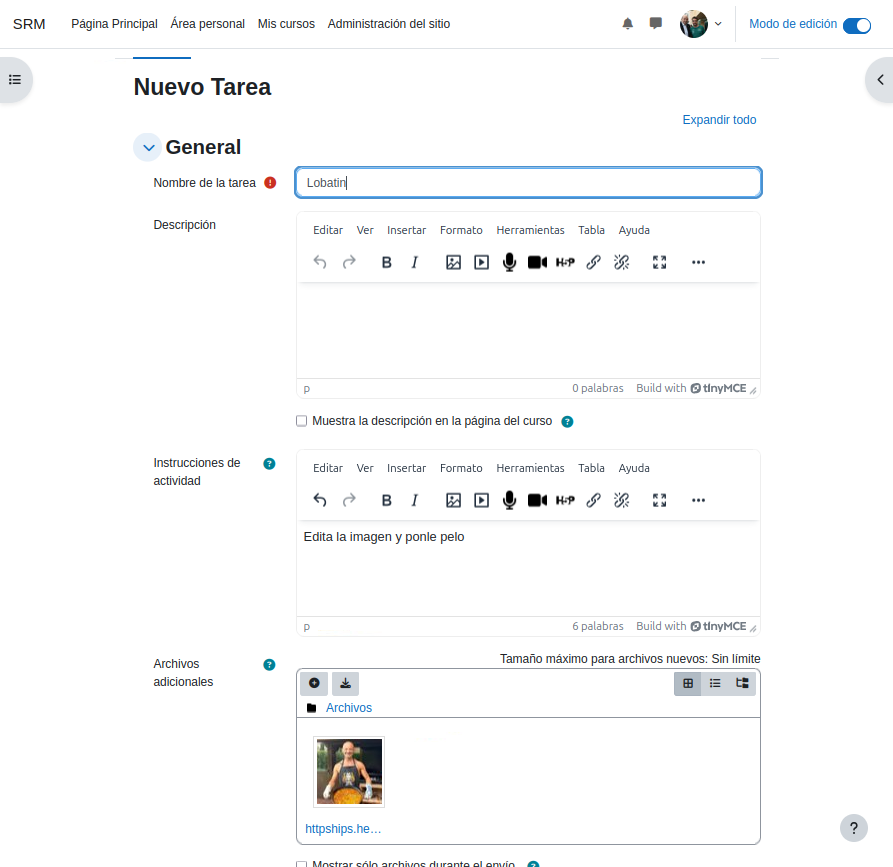 SRM Página Principal Área personal Mis cursos Administración del sitio Modo de edición
Nuevo Tarea
Expandir todo
General
Nombre de la tarea Lobatin
Descripción
Editar Ver Insertar Formato Herramientas Tabla Ayuda
B I H-P
p 0 palabras Build with tinyMCE
Muestra la descripción en la página del curso ?
Instrucciones de actividad ?
Editar Ver Insertar Formato Herramientas Tabla Ayuda
B I H-P
Edita la imagen y ponle pelo
p 6 palabras Build with tinyMCE
Archivos adicionales ?
Tamaño máximo para archivos nuevos: Sin límite
Archivos
httpships.he...
?
Mostrar sólo archivos durante el envío ?